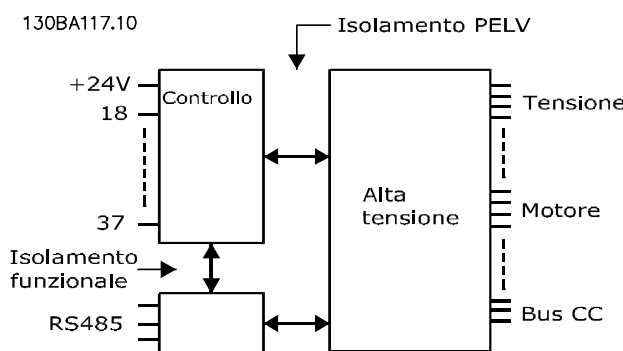 130BA117.10
Isolamento PELV
+24V
Controllo
18
37
Alta
tensione
Tensione
Motore
Bus CC
Isolamento
funzionale
RS485